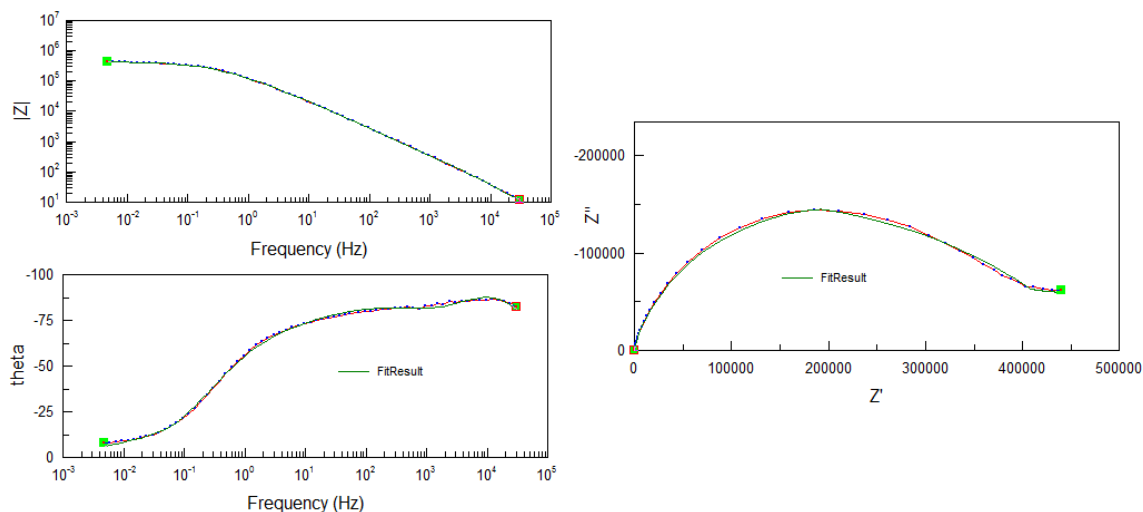 |Z|
10⁷
10⁶
10⁵
10⁴
10³
10²
10¹
10⁻³ 10⁻² 10⁻¹ 10⁰ 10¹ 10² 10³ 10⁴ 10⁵
Frequency (Hz)
theta
-100
-75
-50
-25
0
FitResult
10⁻³ 10⁻² 10⁻¹ 10⁰ 10¹ 10² 10³ 10⁴ 10⁵
Frequency (Hz)
Z''
-200000
-100000
0
FitResult
0 100000 200000 300000 400000 500000
Z'